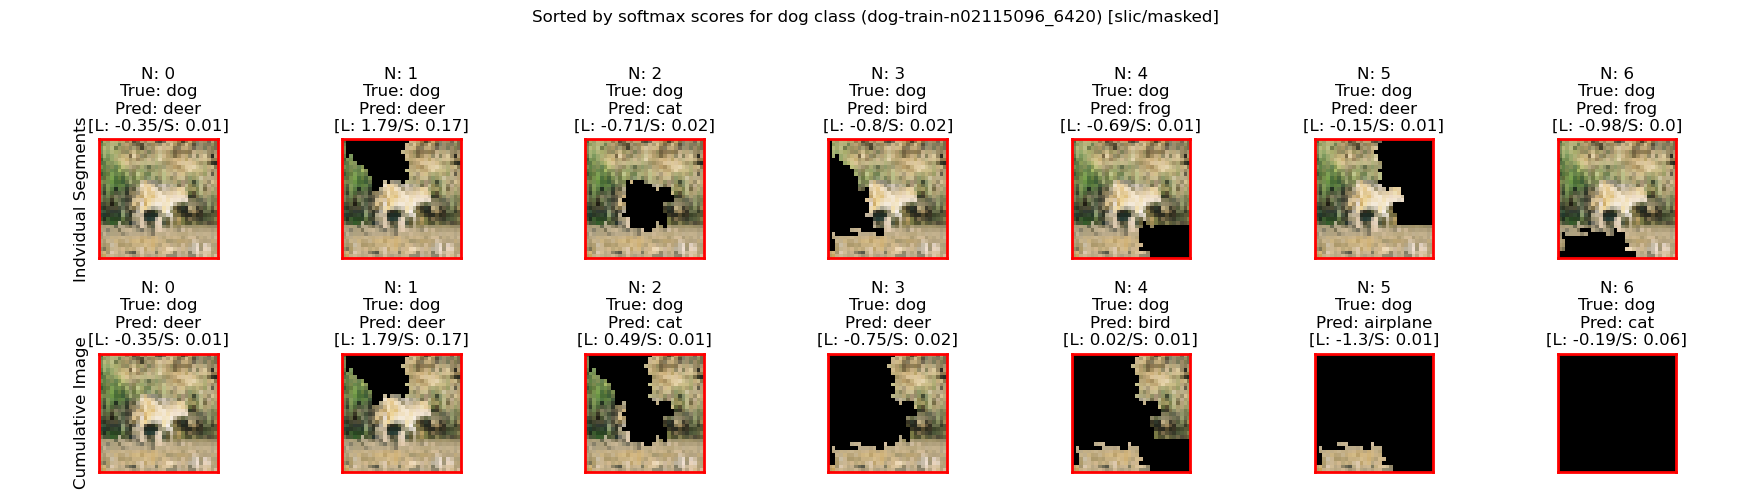 Sorted by softmax scores for dog class (dog-train-n02115096_6420) [slic/masked]
Indvidual Segments
N: 0
True: dog
Pred: deer
[L: -0.35/S: 0.01]
N: 1
True: dog
Pred: deer
[L: 1.79/S: 0.17]
N: 2
True: dog
Pred: cat
[L: -0.71/S: 0.02]
N: 3
True: dog
Pred: bird
[L: -0.8/S: 0.02]
N: 4
True: dog
Pred: frog
[L: -0.69/S: 0.01]
N: 5
True: dog
Pred: deer
[L: -0.15/S: 0.01]
N: 6
True: dog
Pred: frog
[L: -0.98/S: 0.0]
Cumulative Image
N: 0
True: dog
Pred: deer
[L: -0.35/S: 0.01]
N: 1
True: dog
Pred: deer
[L: 1.79/S: 0.17]
N: 2
True: dog
Pred: cat
[L: 0.49/S: 0.01]
N: 3
True: dog
Pred: deer
[L: -0.75/S: 0.02]
N: 4
True: dog
Pred: bird
[L: 0.02/S: 0.01]
N: 5
True: dog
Pred: airplane
[L: -1.3/S: 0.01]
N: 6
True: dog
Pred: cat
[L: -0.19/S: 0.06]